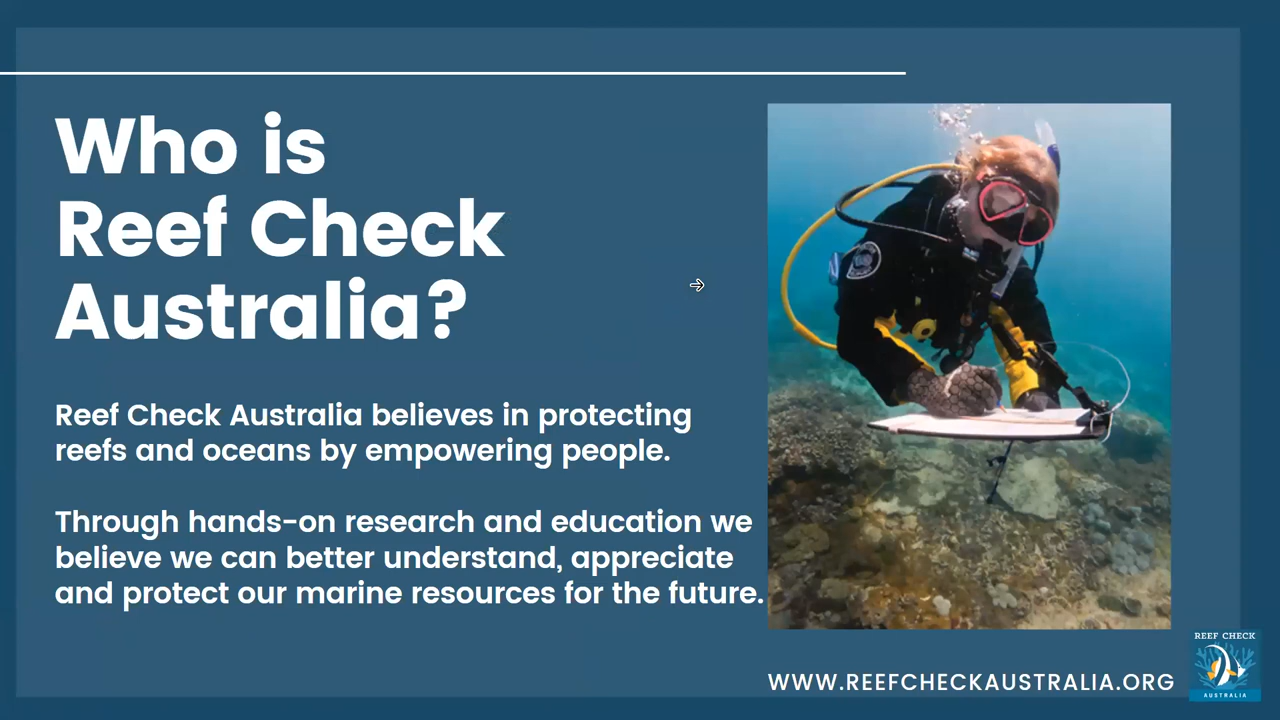 Who is
Reef Check
Australia?
Reef Check Australia believes in protecting
reefs and oceans by empowering people.
Through hands-on research and education we
believe we can better understand, appreciate
and protect our marine resources for the future.
WWW.REEFCHECKAUSTRALIA.ORG
REEF CHECK
AUSTRALIA